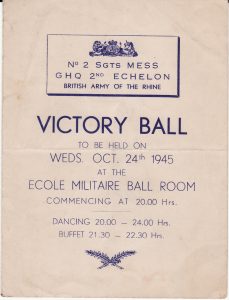 No 2 SGTS MESS
GHQ 2ND ECHELON
BRITISH ARMY OF THE RHINE
VICTORY BALL
TO BE HELD ON
WEDS. OCT. 24th 1945
AT THE
ECOLE MILITAIRE BALL ROOM
COMMENCING AT 20.00 HRS.
DANCING 20.00 — 24.00 HRS.
BUFFET 21.30 — 22.30 HRS.